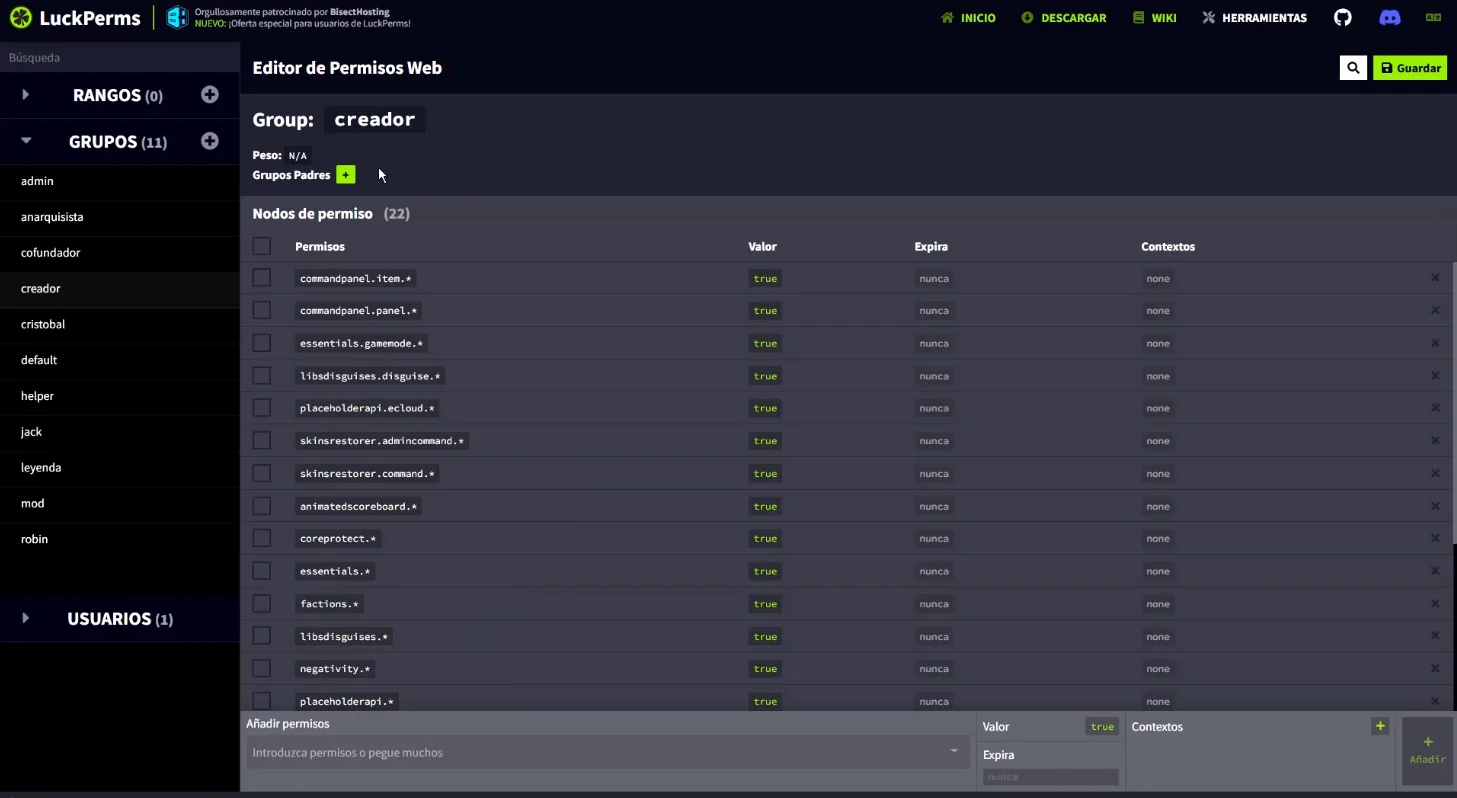 LuckPerms
Orgullosamente patrocinado por BisectHosting
NUEVO: ¡Oferta especial para usuarios de LuckPerms!
INICIO
DESCARGAR
WIKI
HERRAMIENTAS
Búsqueda
RANGOS (0)
GRUPOS (11)
admin
anarquisista
cofundador
creador
cristobal
default
helper
jack
leyenda
mod
robin
USUARIOS (1)
Editor de Permisos Web
Guardar
Group: creador
Peso: N/A
Grupos Padres +
Nodos de permiso (22)
Permisos Valor Expira Contextos
commandpanel.item.* true nunca none ×
commandpanel.panel.* true nunca none ×
essentials.gamemode.* true nunca none ×
libsdisguises.disguise.* true nunca none ×
placeholderapi.ecloud.* true nunca none ×
skinsrestorer.admincommand.* true nunca none ×
skinsrestorer.command.* true nunca none ×
animatedscoreboard.* true nunca none ×
coreprotect.* true nunca none ×
essentials.* true nunca none ×
factions.* true nunca none ×
libsdisguises.* true nunca none ×
negativity.* true nunca none ×
placeholderapi.* true nunca none ×
Añadir permisos
Introduzca permisos o pegue muchos
Valor true
Expira
nunca
Contextos +
+
Añadir